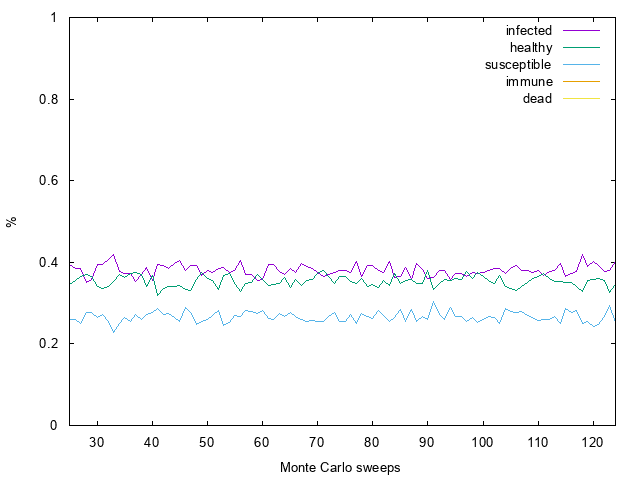 1
0.8
0.6
0.4
0.2
0
%
infected
healthy
susceptible
immune
dead
30 40 50 60 70 80 90 100 110 120
Monte Carlo sweeps